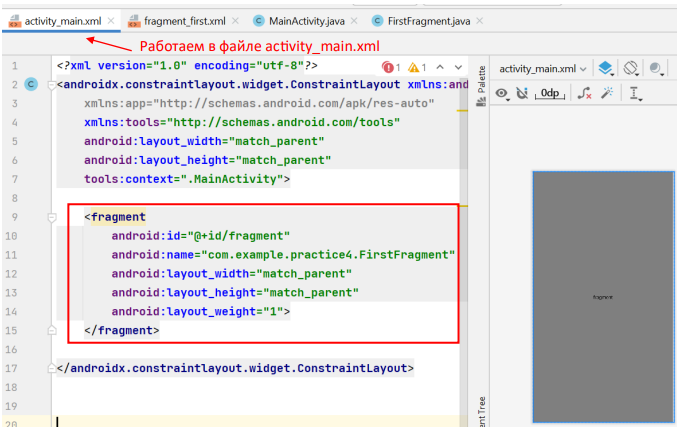 activity_main.xml fragment_first.xml MainActivity.java FirstFragment.java
Работаем в файле activity_main.xml
1 <?xml version="1.0" encoding="utf-8"?> 1 1
2 <androidx.constraintlayout.widget.ConstraintLayout xmlns:and
3 xmlns:app="http://schemas.android.com/apk/res-auto"
4 xmlns:tools="http://schemas.android.com/tools"
5 android:layout_width="match_parent"
6 android:layout_height="match_parent"
7 tools:context=".MainActivity">
8
9 <fragment
10 android:id="@+id/fragment"
11 android:name="com.example.practice4.FirstFragment"
12 android:layout_width="match_parent"
13 android:layout_height="match_parent"
14 android:layout_weight="1">
15 </fragment>
16
17 </androidx.constraintlayout.widget.ConstraintLayout>
18
19
20
Palette
activity_main.xml
0dp
fragment
ent Tree